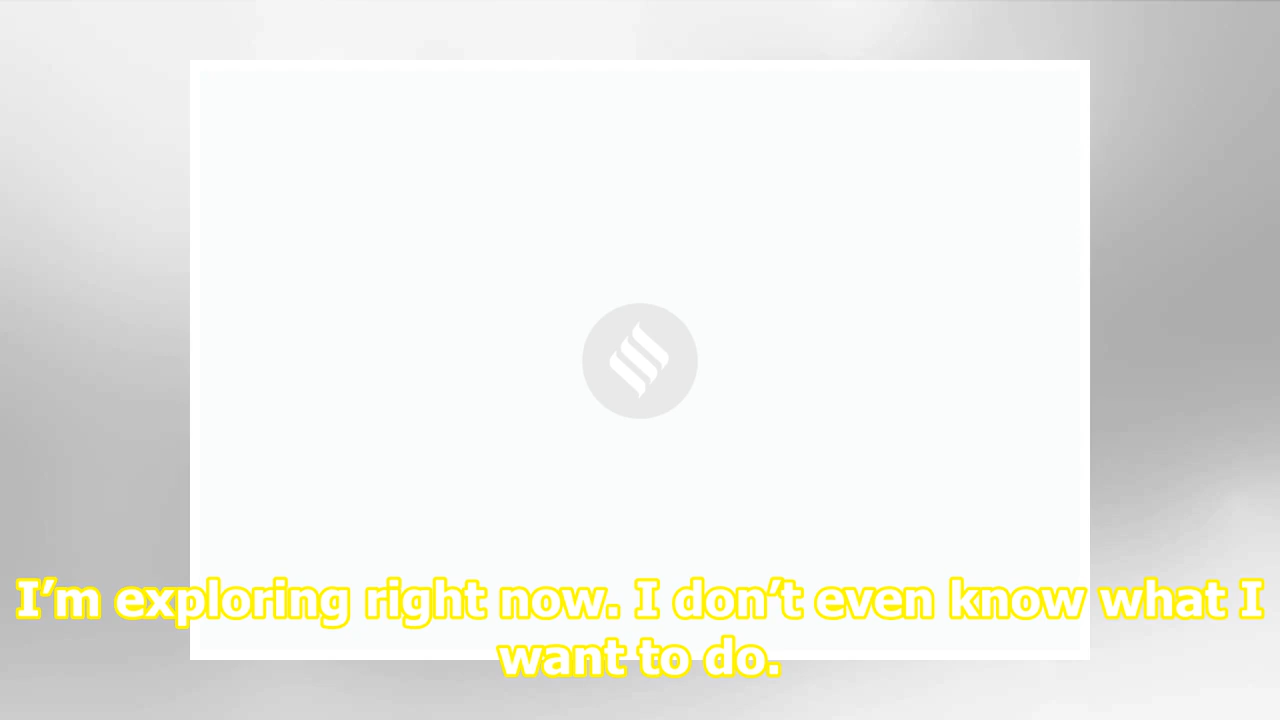 I’m exploring right now. I don’t even know what I
want to do.